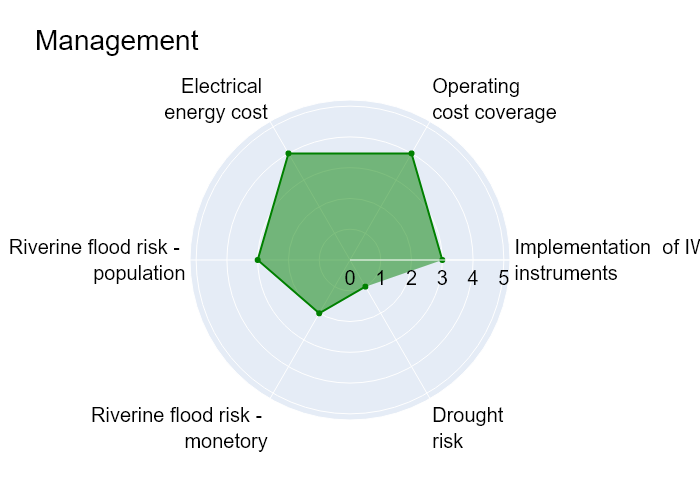 Management
Electrical
energy cost
Operating
cost coverage
Riverine flood risk -
population
Implementation  of IW
instruments
0 1 2 3 4 5
Riverine flood risk -
monetory
Drought
risk